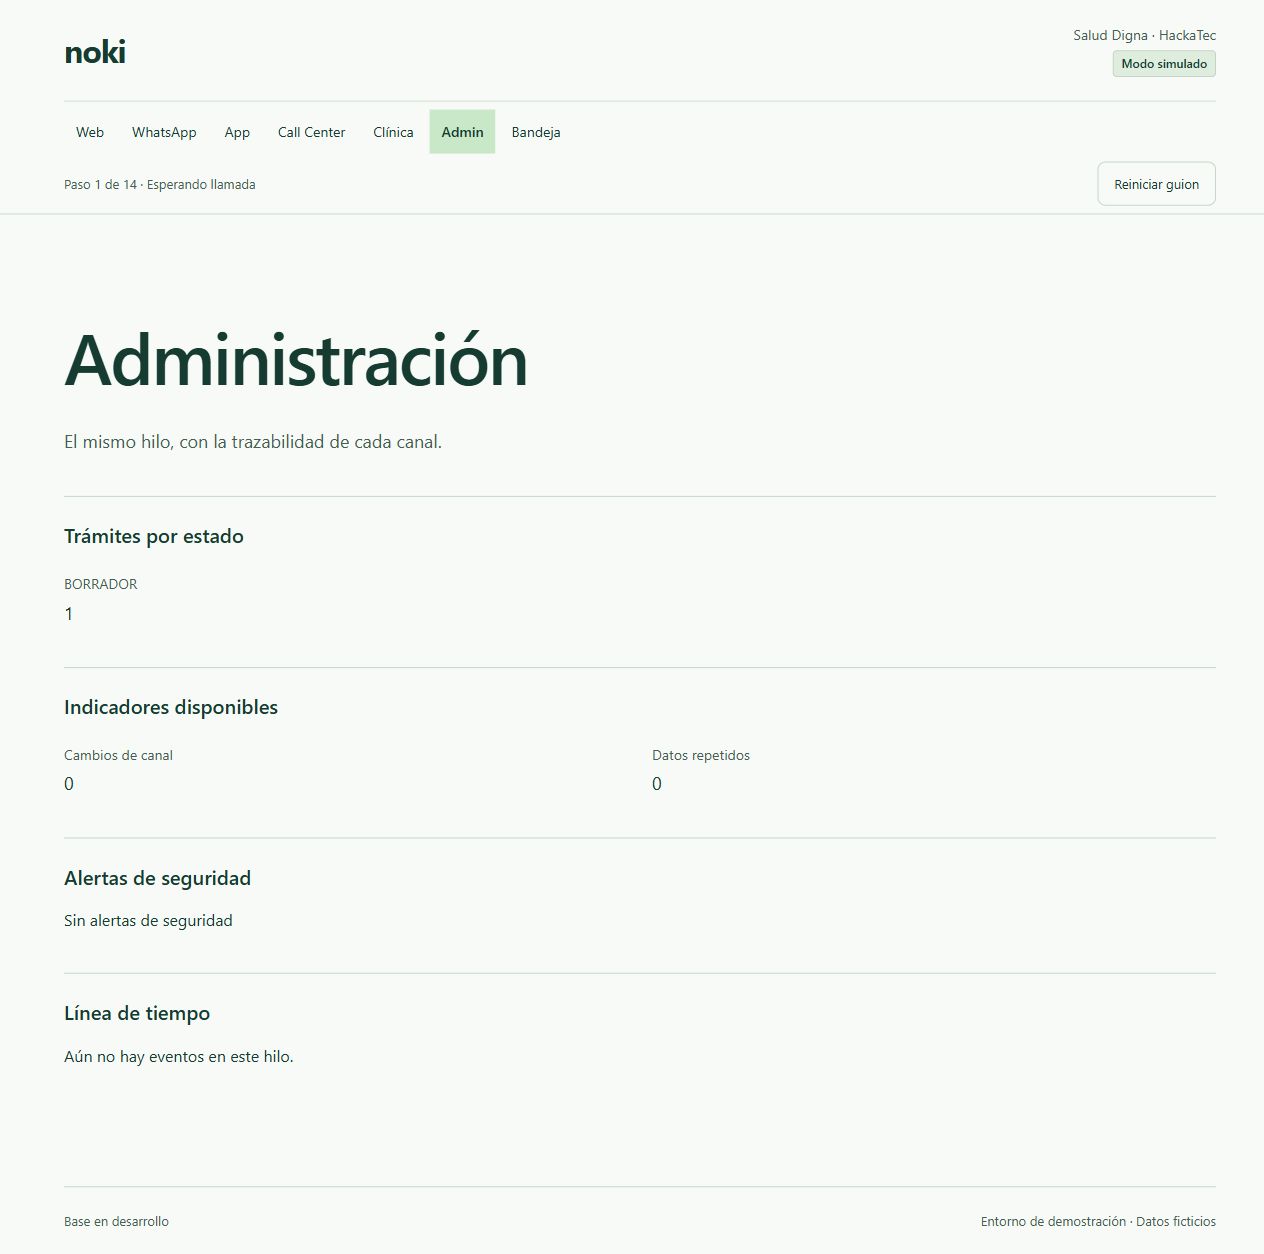 noki
Salud Digna · HackaTec
Modo simulado
Web WhatsApp App Call Center Clínica Admin Bandeja
Paso 1 de 14 · Esperando llamada
Reiniciar guion
Administración
El mismo hilo, con la trazabilidad de cada canal.
Trámites por estado
BORRADOR
1
Indicadores disponibles
Cambios de canal
0
Datos repetidos
0
Alertas de seguridad
Sin alertas de seguridad
Línea de tiempo
Aún no hay eventos en este hilo.
Base en desarrollo
Entorno de demostración · Datos ficticios